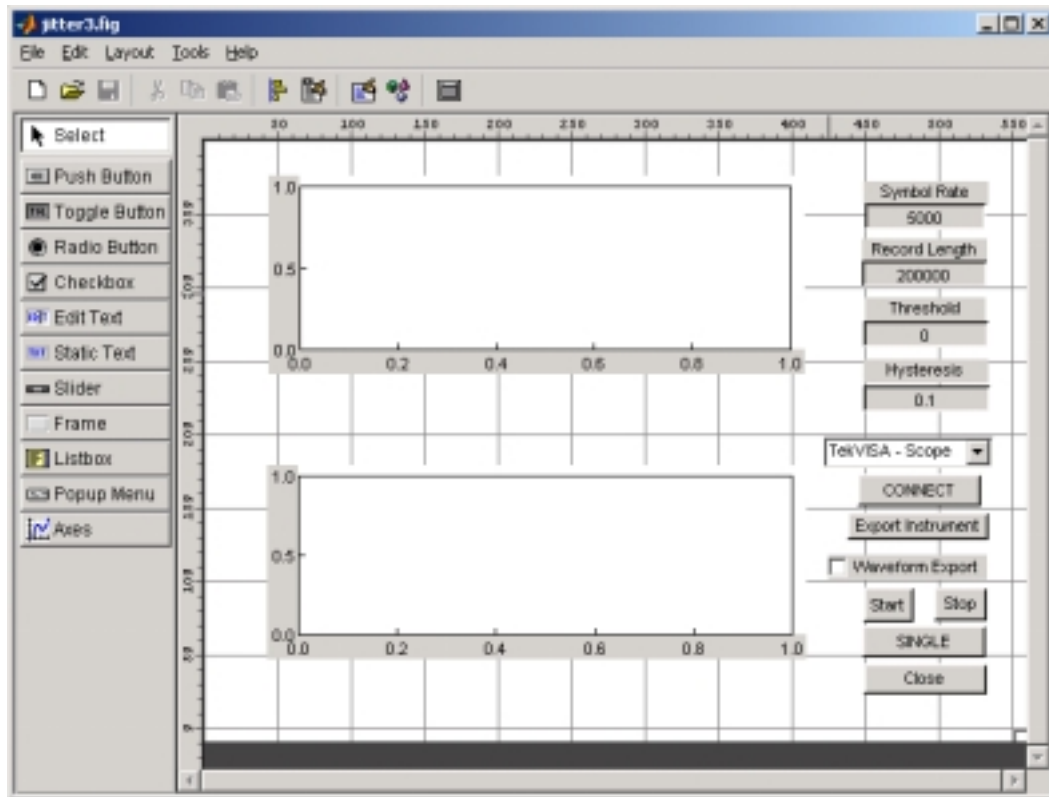 jitter3.fig
File Edit Layout Tools Help
50 100 150 200 250 300 350 400 450 500 550
Select
Push Button
Toggle Button
Radio Button
Checkbox
Edit Text
Static Text
Slider
Frame
Listbox
Popup Menu
Axes
1.0
0.5
0.0
0.0 0.2 0.4 0.6 0.8 1.0
1.0
0.5
0.0
0.0 0.2 0.4 0.6 0.8 1.0
Symbol Rate
5000
Record Length
200000
Threshold
0
Hysteresis
0.1
TekVISA - Scope
CONNECT
Export Instrument
Waveform Export
Start Stop
SINGLE
Close